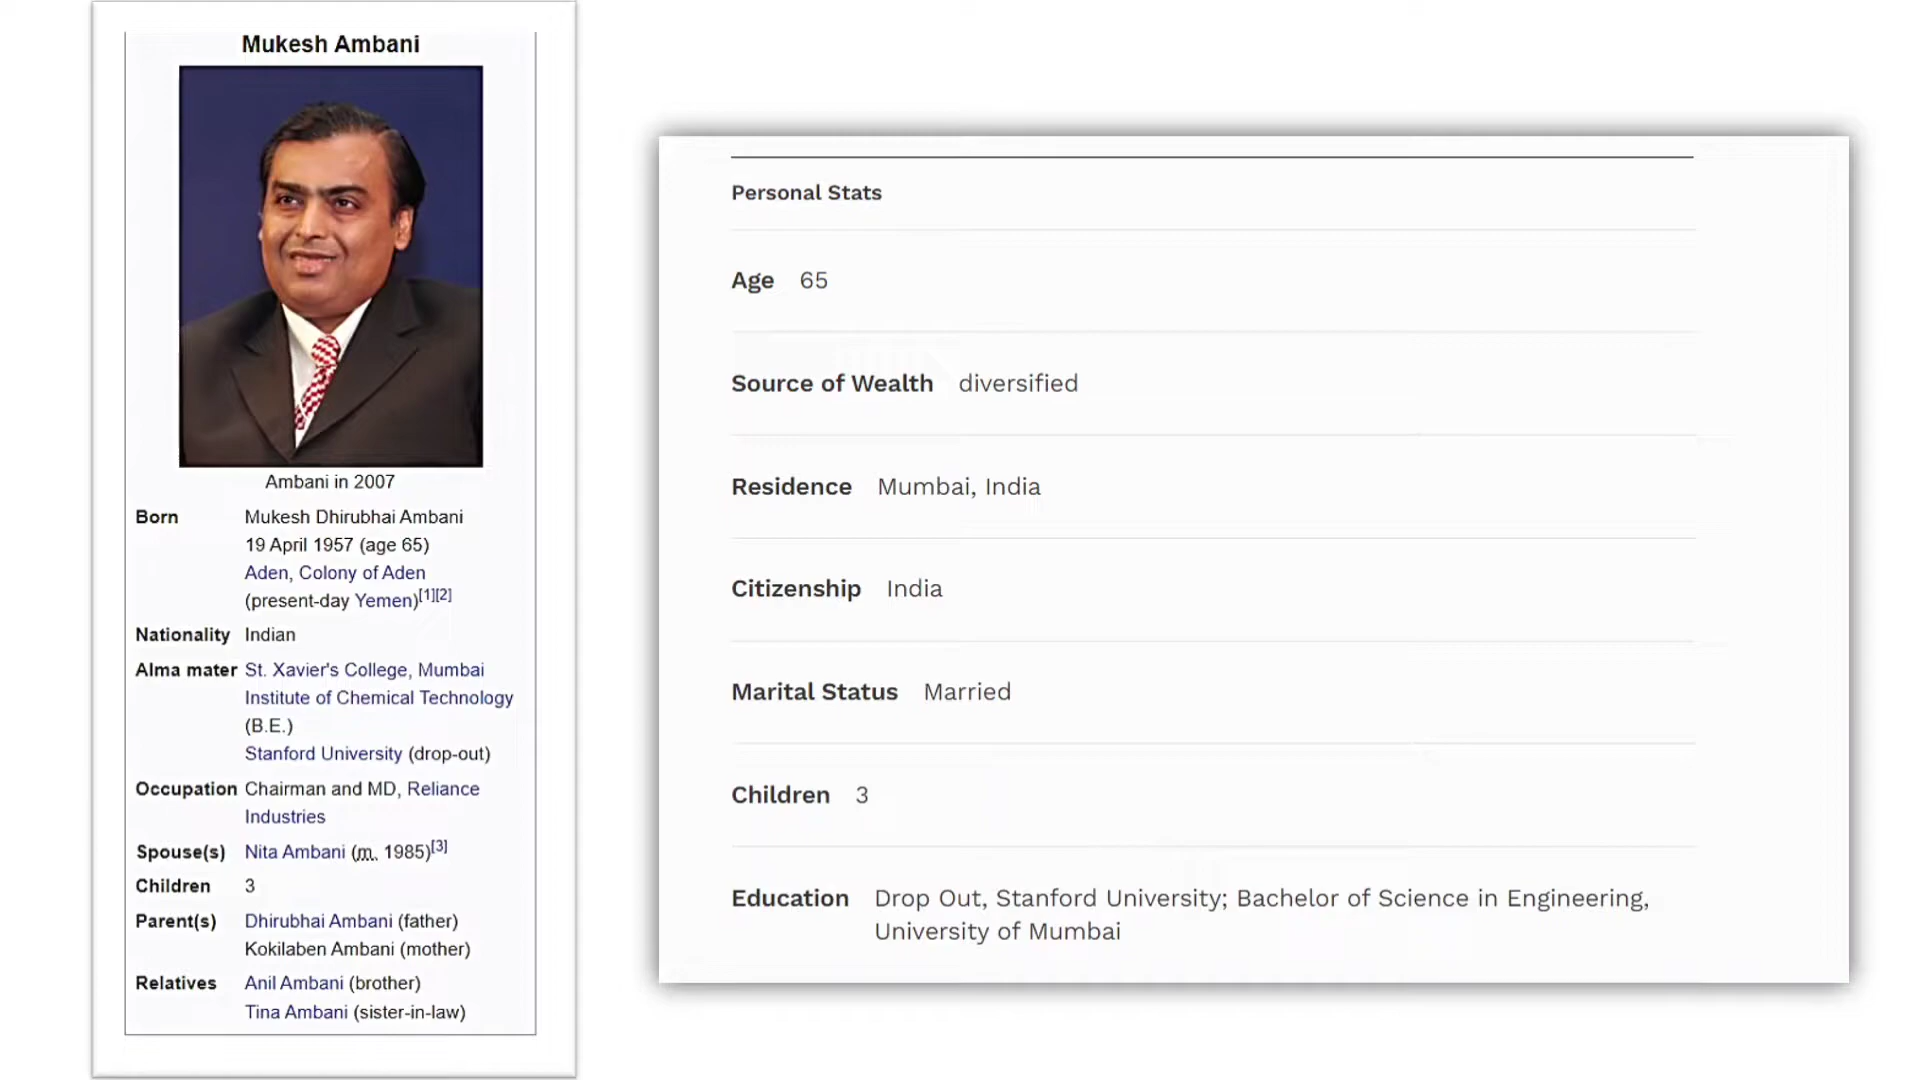 Mukesh Ambani
Ambani in 2007
Born Mukesh Dhirubhai Ambani
19 April 1957 (age 65)
Aden, Colony of Aden
(present-day Yemen)[1][2]
Nationality Indian
Alma mater St. Xavier's College, Mumbai
Institute of Chemical Technology
(B.E.)
Stanford University (drop-out)
Occupation Chairman and MD, Reliance
Industries
Spouse(s) Nita Ambani (m. 1985)[3]
Children 3
Parent(s) Dhirubhai Ambani (father)
Kokilaben Ambani (mother)
Relatives Anil Ambani (brother)
Tina Ambani (sister-in-law)
Personal Stats
Age 65
Source of Wealth diversified
Residence Mumbai, India
Citizenship India
Marital Status Married
Children 3
Education Drop Out, Stanford University; Bachelor of Science in Engineering,
University of Mumbai